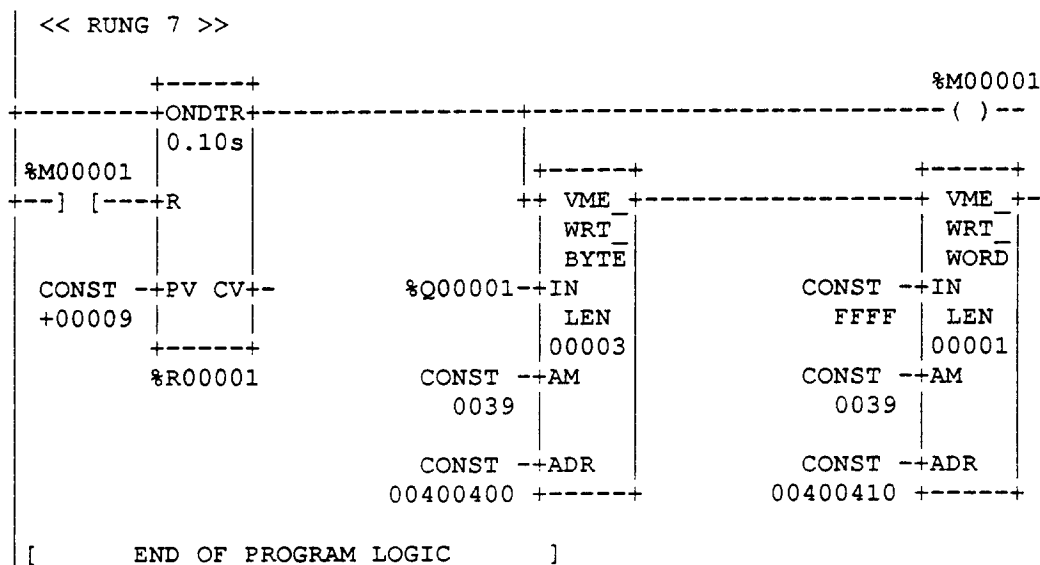 << RUNG 7 >>
%M00001
ONDTR ( )
0.10s
%M00001
] [ R VME_ VME_
WRT_ WRT_
BYTE WORD
CONST PV CV %Q00001 IN CONST IN
+00009 LEN FFFF LEN
00003 00001
%R00001 CONST AM CONST AM
0039 0039
CONST ADR CONST ADR
00400400 00400410
[ END OF PROGRAM LOGIC ]